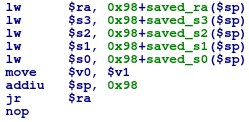 lw $ra, 0x98+saved_ra($sp)
lw $s3, 0x98+saved_s3($sp)
lw $s2, 0x98+saved_s2($sp)
lw $s1, 0x98+saved_s1($sp)
lw $s0, 0x98+saved_s0($sp)
move $v0, $v1
addiu $sp, 0x98
jr $ra
nop